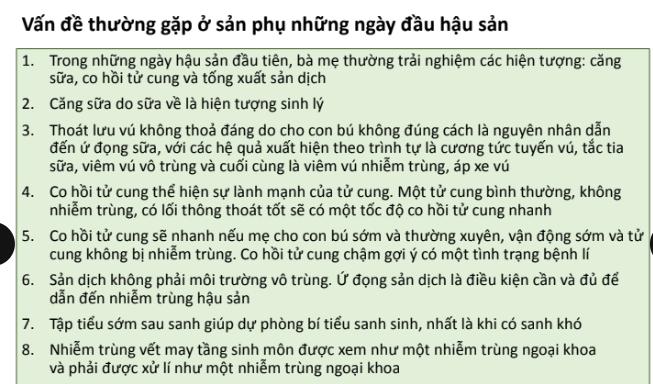 Vấn đề thường gặp ở sản phụ những ngày đầu hậu sản
1. Trong những ngày hậu sản đầu tiên, bà mẹ thường trải nghiệm các hiện tượng: căng
sữa, co hồi tử cung và tống xuất sản dịch
2. Căng sữa do sữa về là hiện tượng sinh lý
3. Thoát lưu vú không thoả đáng do cho con bú không đúng cách là nguyên nhân dẫn
đến ứ đọng sữa, với các hệ quả xuất hiện theo trình tự là cương tức tuyến vú, tắc tia
sữa, viêm vú vô trùng và cuối cùng là viêm vú nhiễm trùng, áp xe vú
4. Co hồi tử cung thể hiện sự lành mạnh của tử cung. Một tử cung bình thường, không
nhiễm trùng, có lối thông thoát tốt sẽ có một tốc độ co hồi tử cung nhanh
5. Co hồi tử cung sẽ nhanh nếu mẹ cho con bú sớm và thường xuyên, vận động sớm và tử
cung không bị nhiễm trùng. Co hồi tử cung chậm gợi ý có một tình trạng bệnh lí
6. Sản dịch không phải môi trường vô trùng. Ứ đọng sản dịch là điều kiện cần và đủ để
dẫn đến nhiễm trùng hậu sản
7. Tập tiểu sớm sau sanh giúp dự phòng bí tiểu sanh sinh, nhất là khi có sanh khó
8. Nhiễm trùng vết may tầng sinh môn được xem như một nhiễm trùng ngoại khoa
và phải được xử lí như một nhiễm trùng ngoại khoa